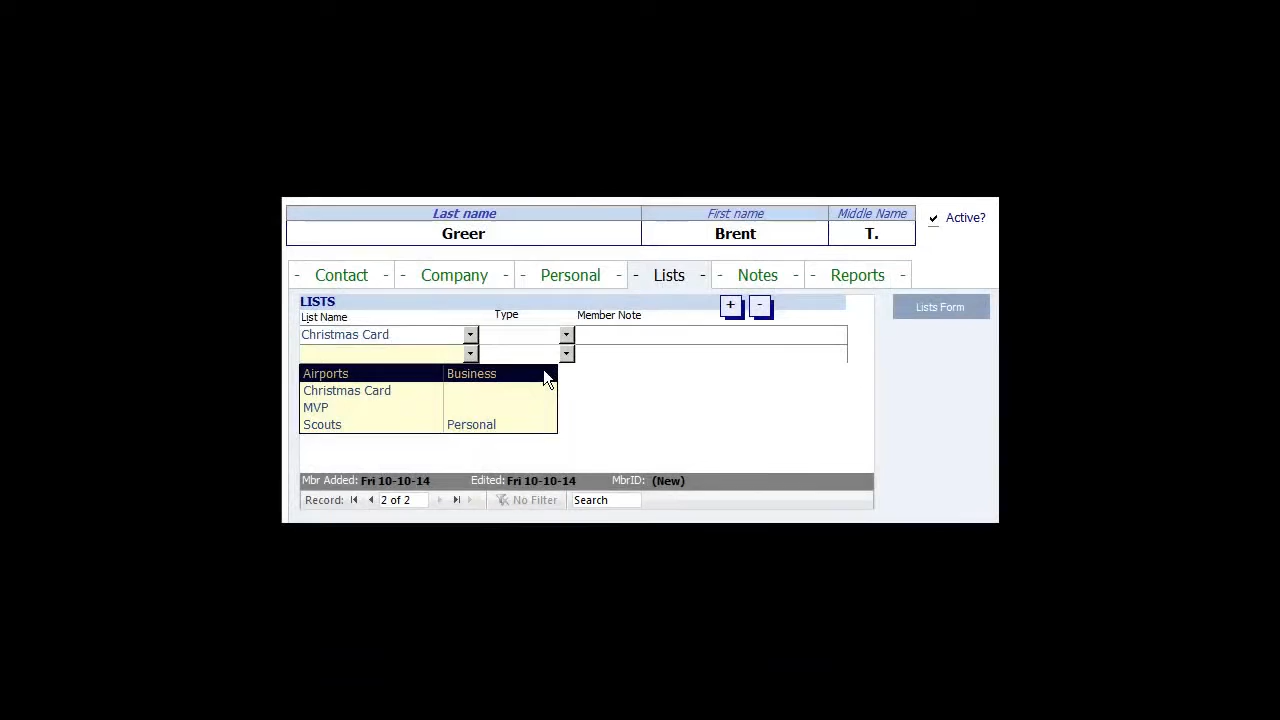 Last name First name Middle Name
Greer Brent T. Active?
- Contact - - Company - - Personal - - Lists - - Notes - - Reports -
LISTS + - Lists Form
List Name Type Member Note
Christmas Card
Airports Business
Christmas Card
MVP
Scouts Personal
Mbr Added: Fri 10-10-14 Edited: Fri 10-10-14 MbrID: (New)
Record: 2 of 2 No Filter Search